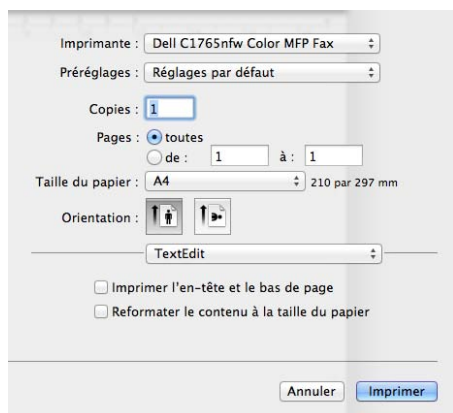 Imprimante : Dell C1765nfw Color MFP Fax
Préréglages : Réglages par défaut
Copies : 1
Pages : toutes
de : 1 à : 1
Taille du papier : A4 210 par 297 mm
Orientation :
TextEdit
Imprimer l'en-tête et le bas de page
Reformater le contenu à la taille du papier
Annuler Imprimer